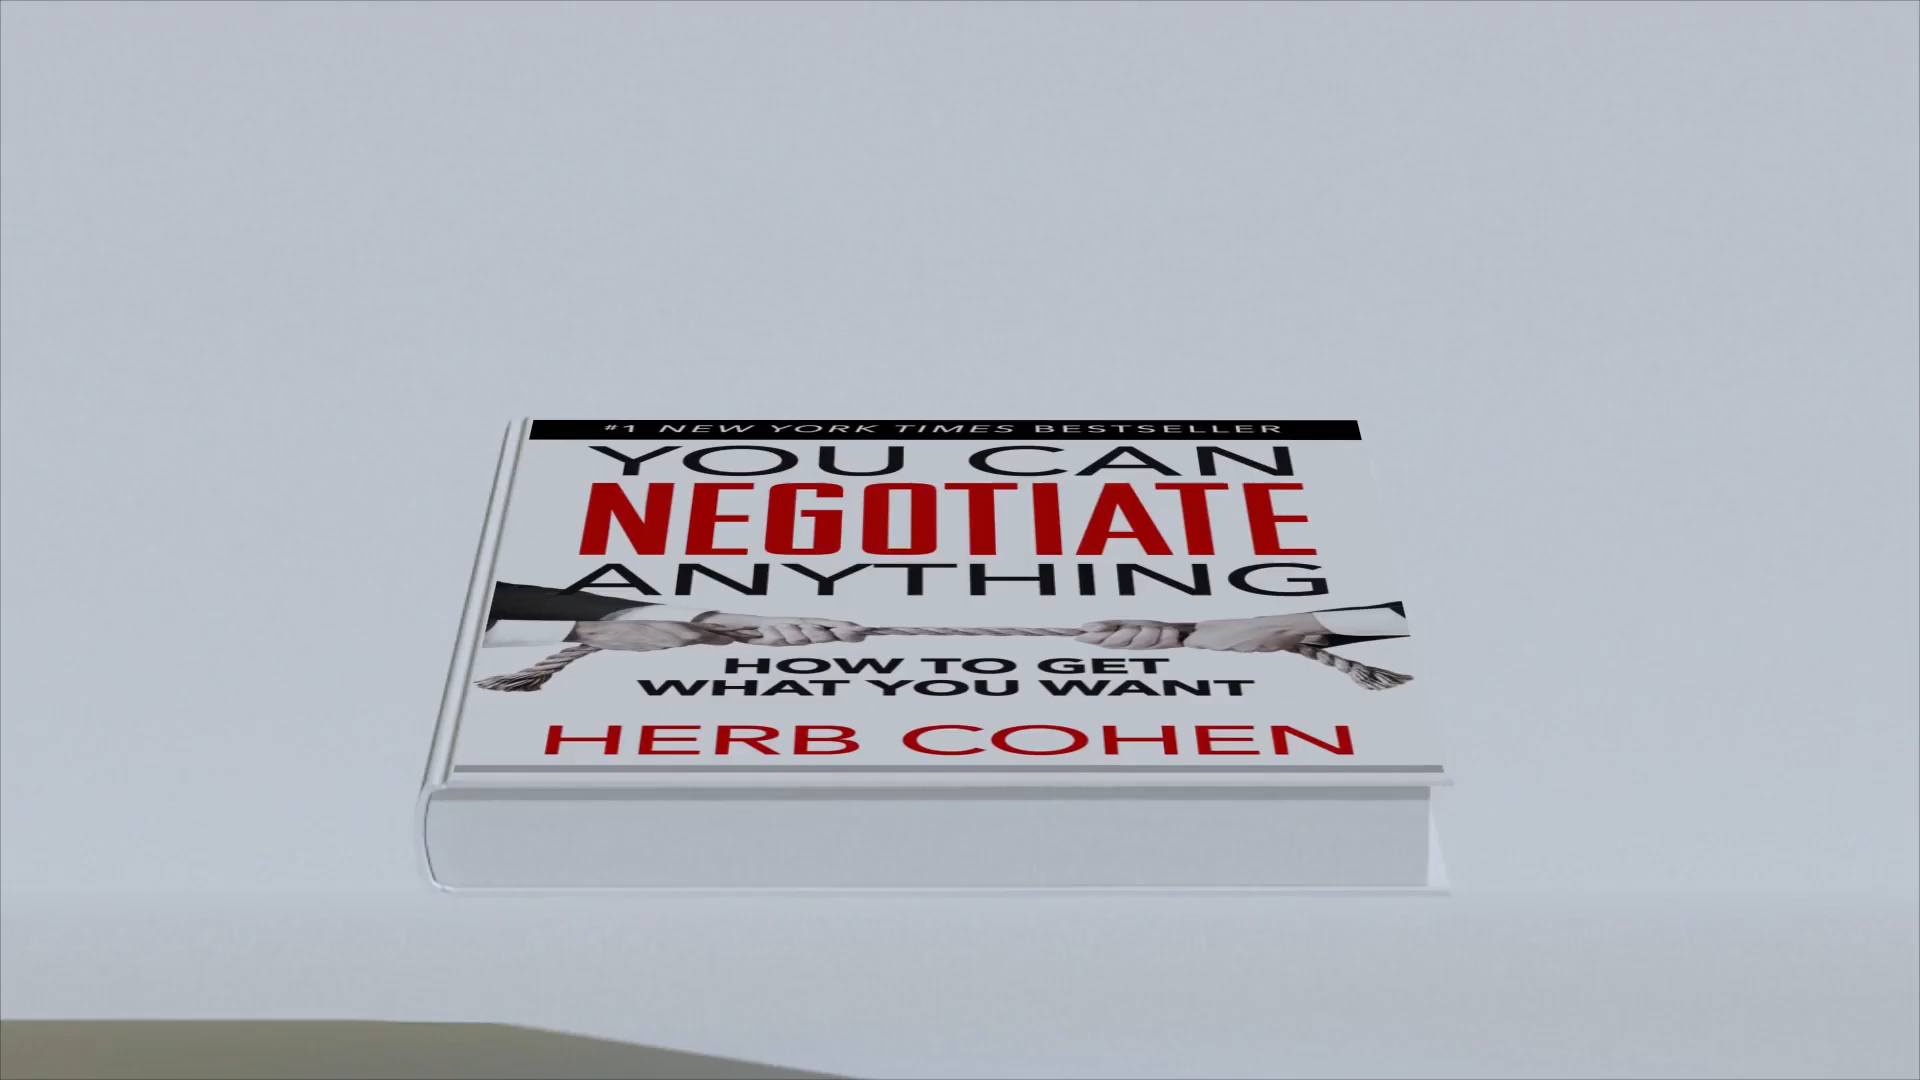 #1 NEW YORK TIMES BESTSELLER
YOU CAN
NEGOTIATE
ANYTHING
HOW TO GET
WHAT YOU WANT
HERB COHEN